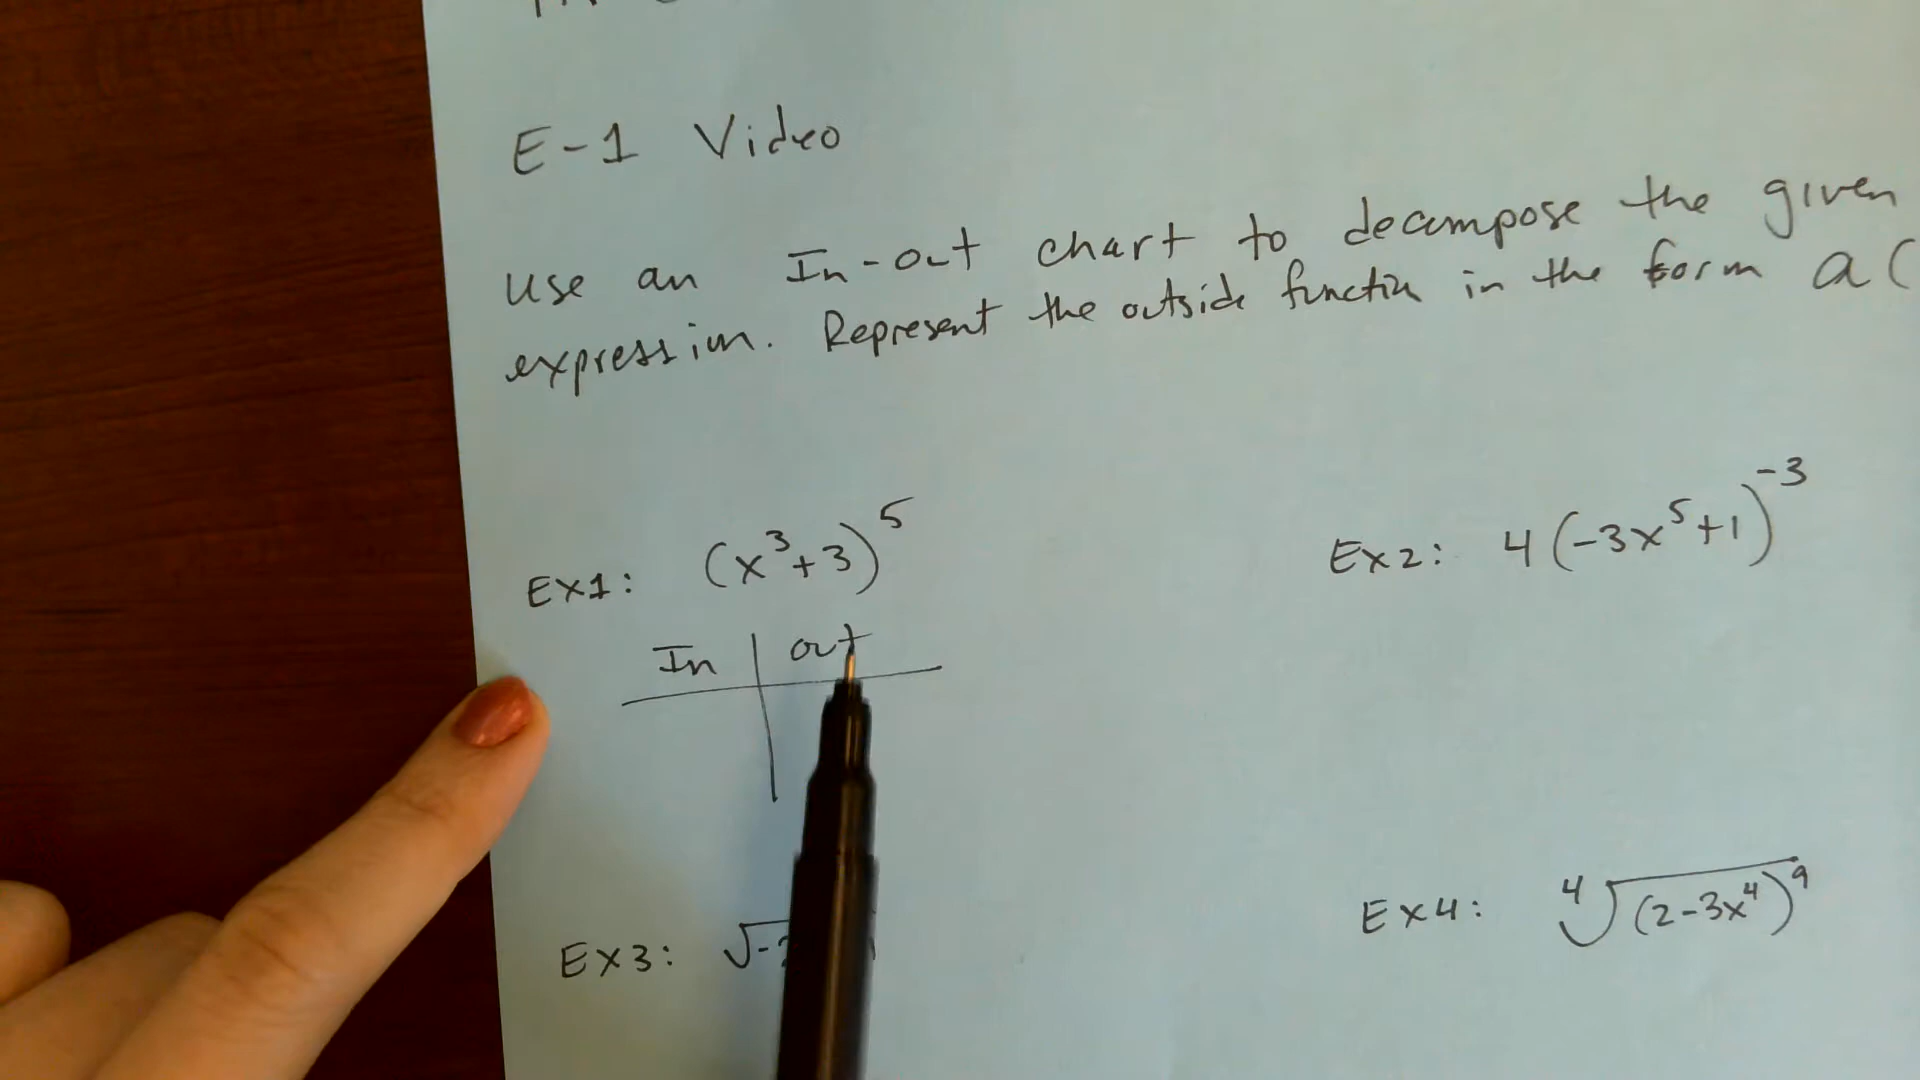 E-1 Video
Use an In-out chart to decompose the given
expression. Represent the outside function in the form a(
Ex1: (x³+3)⁵
In | out
Ex2: 4(-3x⁵+1)⁻³
Ex3: √-
Ex4: ⁴√(2-3x⁴)⁹